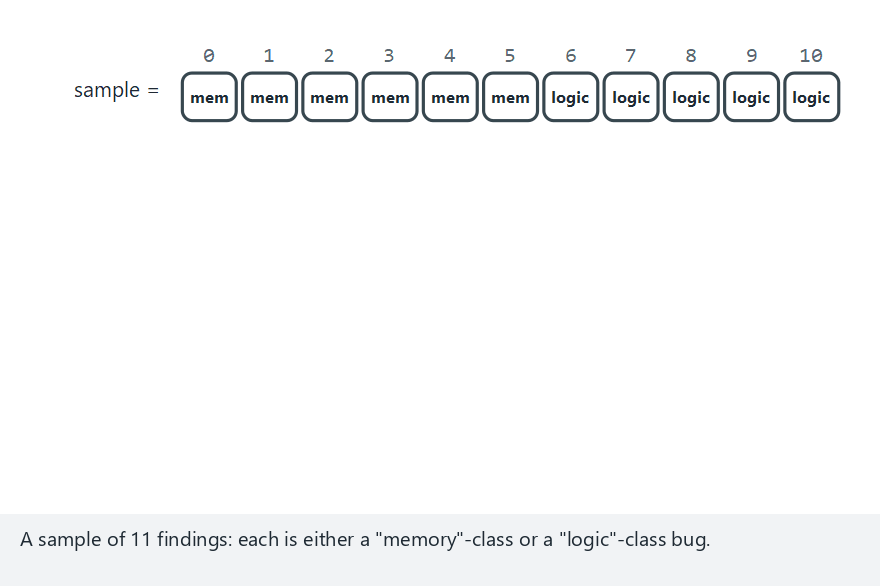 0 1 2 3 4 5 6 7 8 9 10
sample = mem mem mem mem mem mem logic logic logic logic logic
A sample of 11 findings: each is either a "memory"-class or a "logic"-class bug.